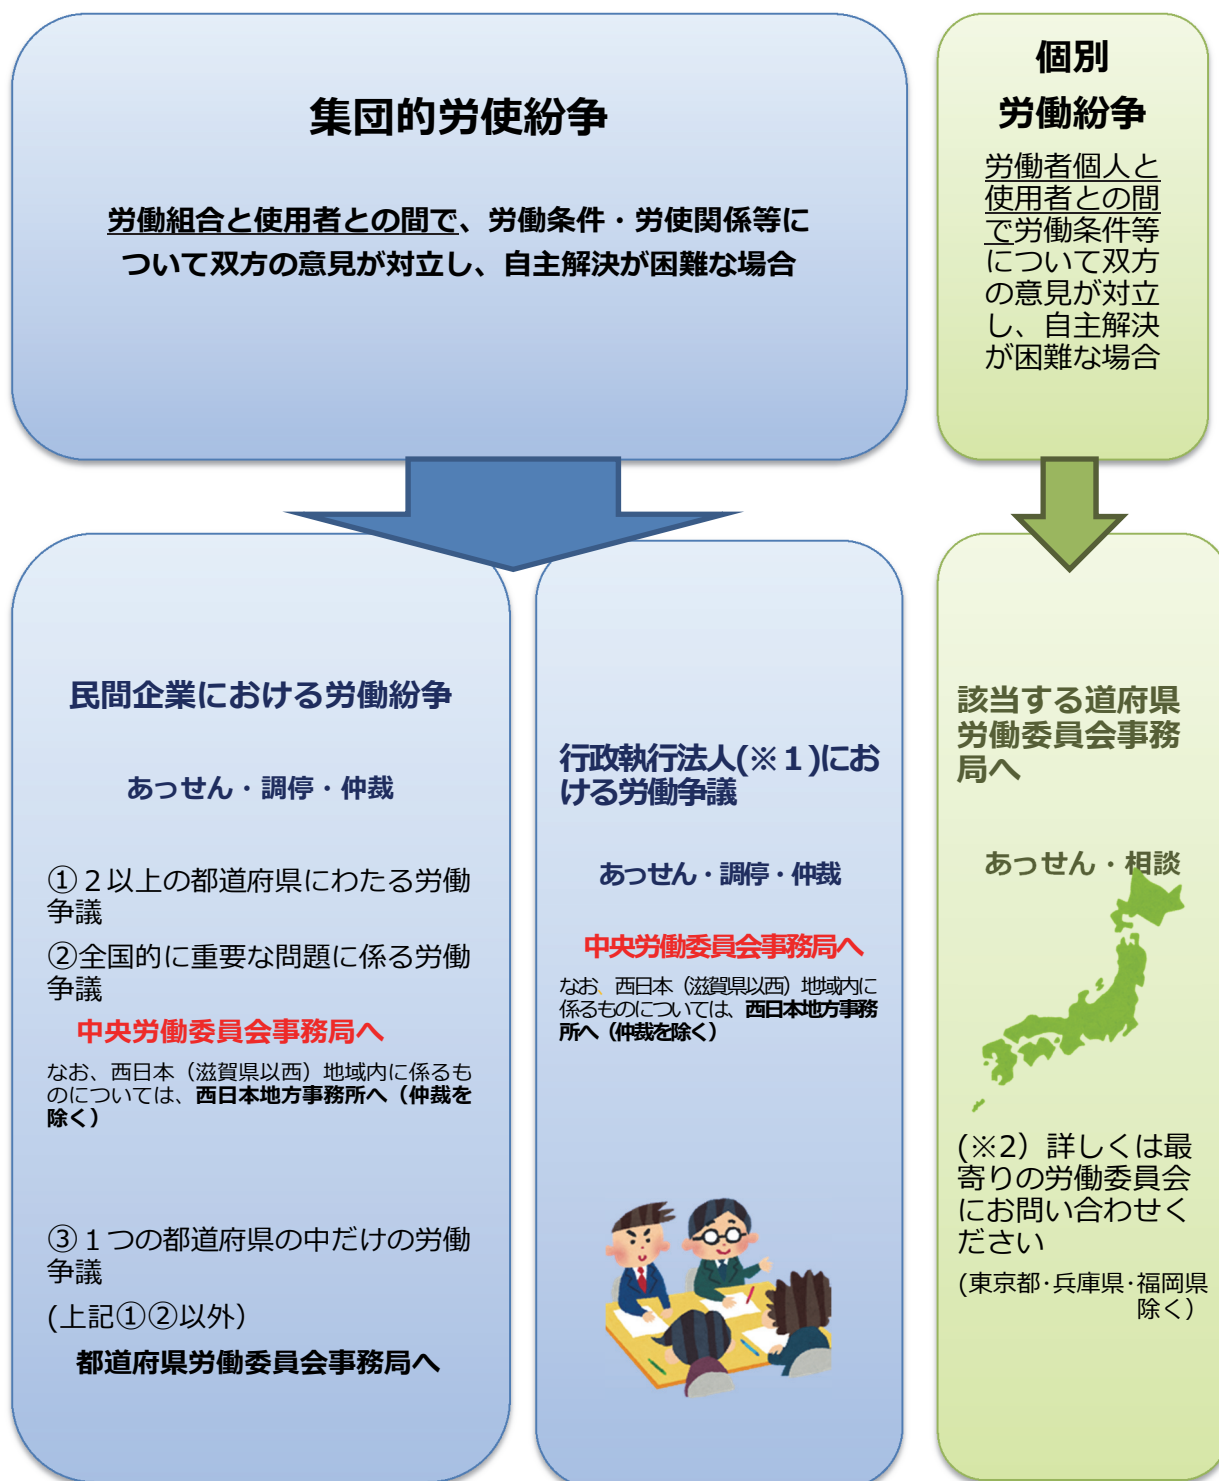 集団的労使紛争
労働組合と使用者との間で、労働条件・労使関係等に
ついて双方の意見が対立し、自主解決が困難な場合
個別
労働紛争
労働者個人と
使用者との間
で労働条件等
について双方
の意見が対立
し、自主解決
が困難な場合
民間企業における労働紛争
あっせん・調停・仲裁
①２以上の都道府県にわたる労働
争議
②全国的に重要な問題に係る労働
争議
中央労働委員会事務局へ
なお、西日本（滋賀県以西）地域内に係るも
のについては、西日本地方事務所へ（仲裁を
除く）
③１つの都道府県の中だけの労働
争議
(上記①②以外）
都道府県労働委員会事務局へ
行政執行法人(※１)にお
ける労働争議
あっせん・調停・仲裁
中央労働委員会事務局へ
なお、西日本（滋賀県以西）地域内に
係るものについては、西日本地方事務
所へ（仲裁を除く）
該当する道府県
労働委員会事務
局へ
あっせん・相談
(※2）詳しくは最
寄りの労働委員会
にお問い合わせく
ださい
(東京都･兵庫県･福岡県
除く）